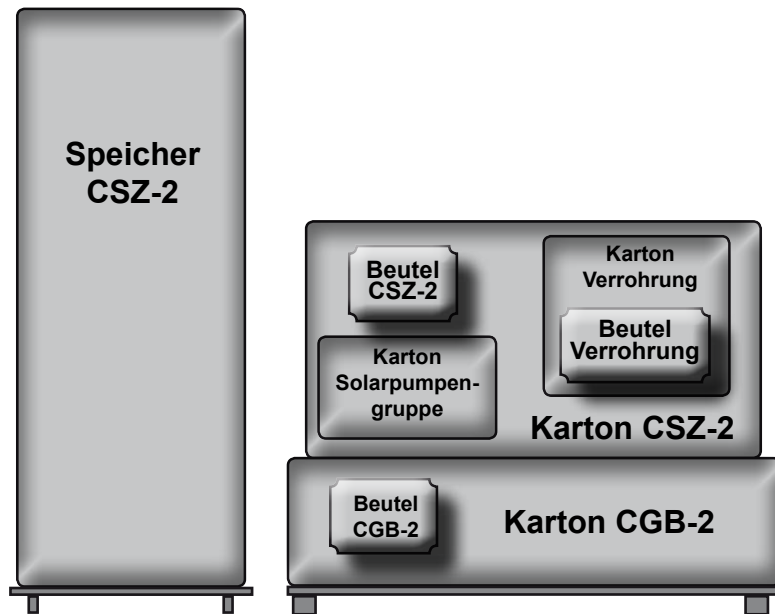 Speicher
CSZ-2
Beutel
CSZ-2
Karton
Verrohrung
Beutel
Verrohrung
Karton
Solarpumpen-
gruppe
Karton CSZ-2
Beutel
CGB-2
Karton CGB-2